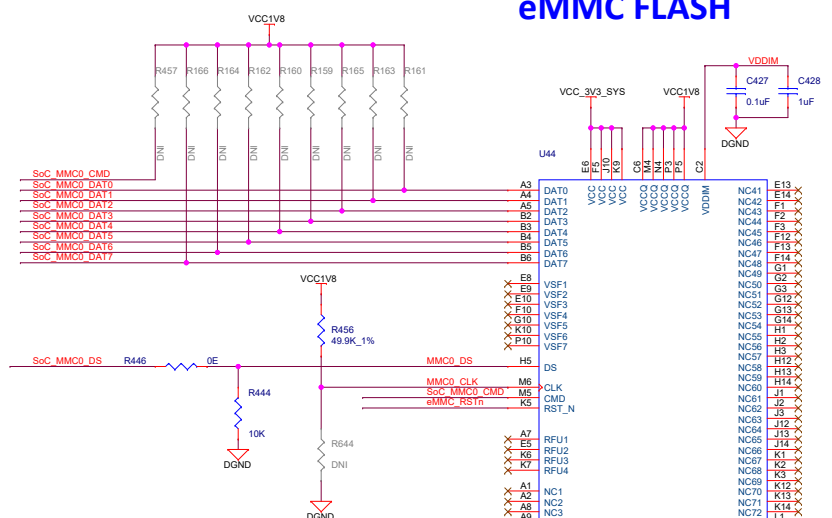 eMMC FLASH
VCC1V8
R457 R166 R164 R162 R160 R159 R165 R163 R161
DNI DNI DNI DNI DNI DNI DNI DNI DNI
VDDIM
C427 C428
0.1uF 1uF
DGND
VCC_3V3_SYS VCC1V8
U44
E6 F5 J10 K9 C6 M4 N4 P3 P5 C2
VCC VCC VCC VCC VCCQ VCCQ VCCQ VCCQ VCCQ VDDIM
SoC_MMC0_CMD
SoC_MMC0_DAT0 A3 DAT0
SoC_MMC0_DAT1 A4 DAT1
SoC_MMC0_DAT2 A5 DAT2
SoC_MMC0_DAT3 B2 DAT3
SoC_MMC0_DAT4 B3 DAT4
SoC_MMC0_DAT5 B4 DAT5
SoC_MMC0_DAT6 B5 DAT6
SoC_MMC0_DAT7 B6 DAT7
E8 VSF1
E9 VSF2
E10 VSF3
F10 VSF4
G10 VSF5
K10 VSF6
P10 VSF7
VCC1V8
R456
49.9K_1%
SoC_MMC0_DS R446 0E MMC0_DS H5 DS
MMC0_CLK M6 CLK
SoC_MMC0_CMD M5 CMD
eMMC_RSTn K5 RST_N
R444
10K
DGND
R644
DNI
DGND
A7 RFU1
E5 RFU2
K6 RFU3
K7 RFU4
A1 NC1
A2 NC2
A8 NC3
A9
NC41 E13
NC42 E14
NC43 F1
NC44 F2
NC45 F3
NC46 F12
NC47 F13
NC48 F14
NC49 G1
NC50 G2
NC51 G3
NC52 G12
NC53 G13
NC54 G14
NC55 H1
NC56 H2
NC57 H3
NC58 H12
NC59 H13
NC60 H14
NC61 J1
NC62 J2
NC63 J3
NC64 J12
NC65 J13
NC66 J14
NC67 K1
NC68 K2
NC69 K3
NC70 K12
NC71 K13
NC72 K14
L1